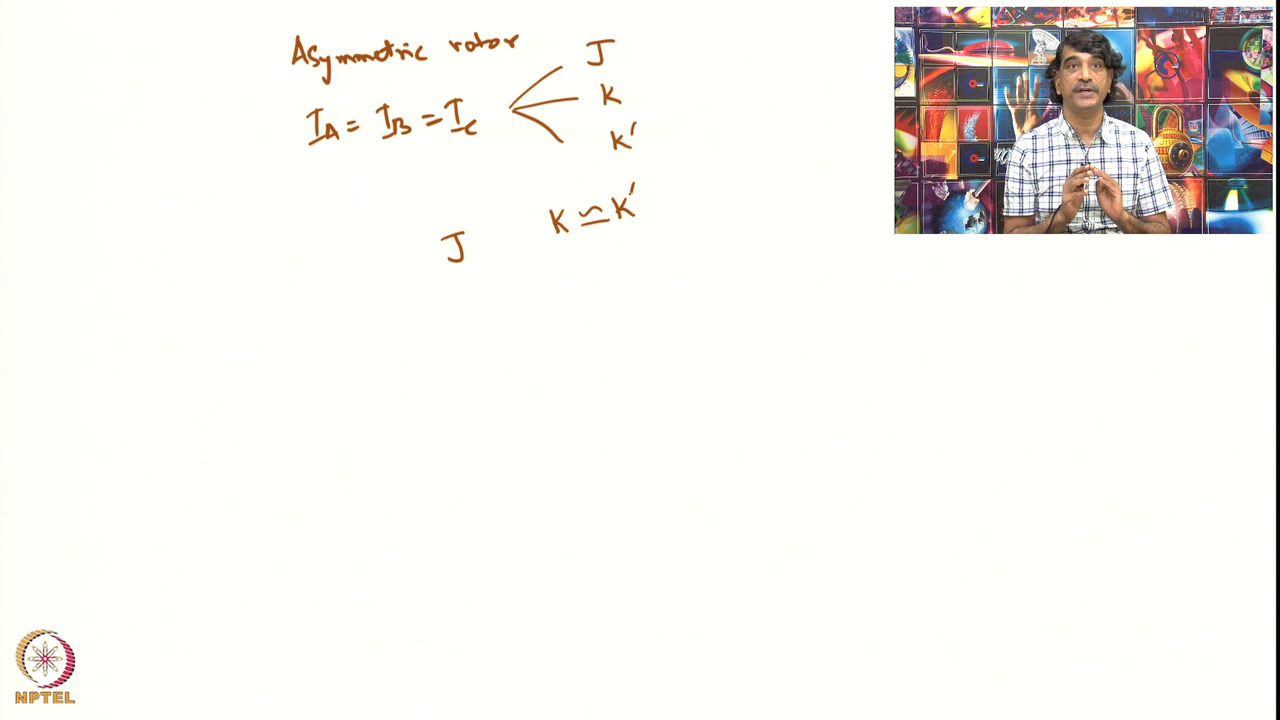 Asymmetric rotor
I_A = I_B = I_C
J
K
K'
K ≃ K'
J
NPTEL